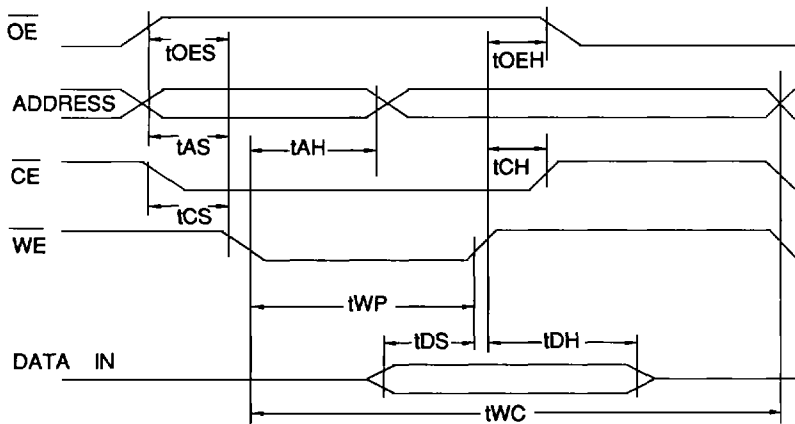 OE
tOES
tOEH
ADDRESS
tAS
tAH
tCH
CE
tCS
WE
tWP
tDS
tDH
DATA IN
tWC